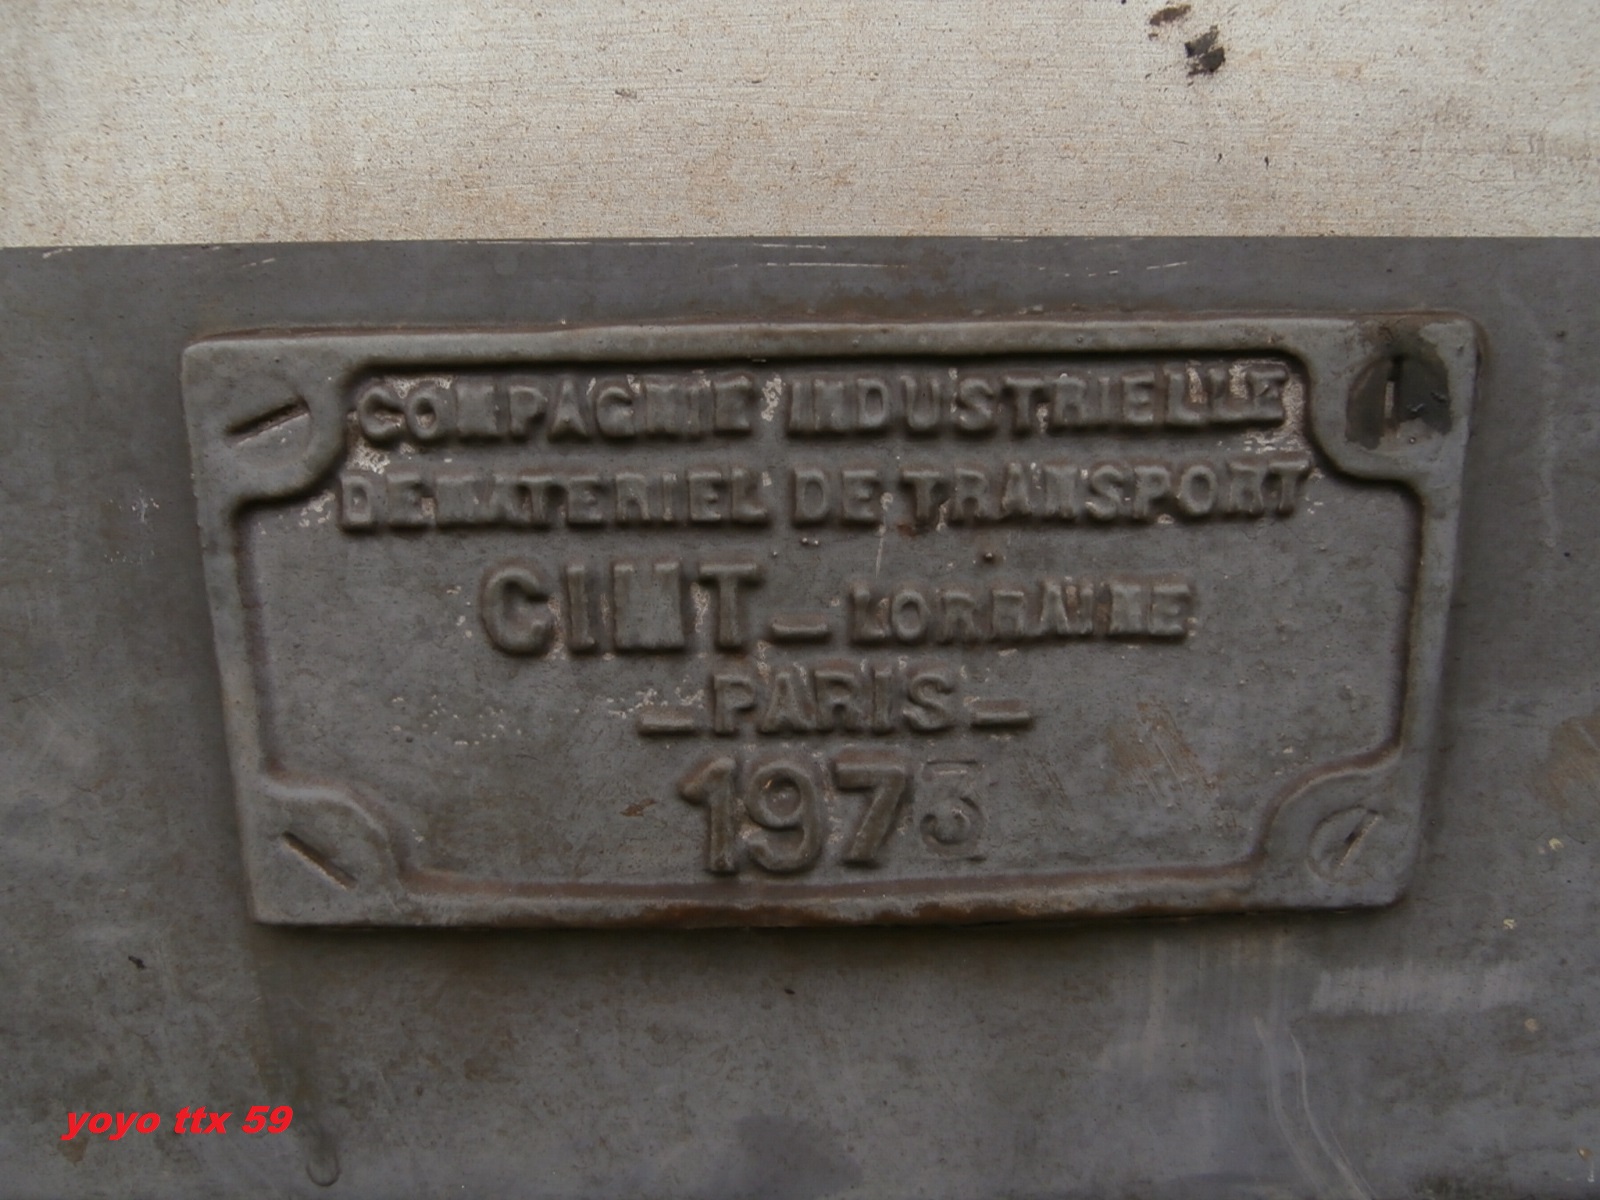 COMPAGNIE INDUSTRIELLE
DE MATERIEL DE TRANSPORT
CIMT - LORRAINE
- PARIS -
1973
yoyo ttx 59